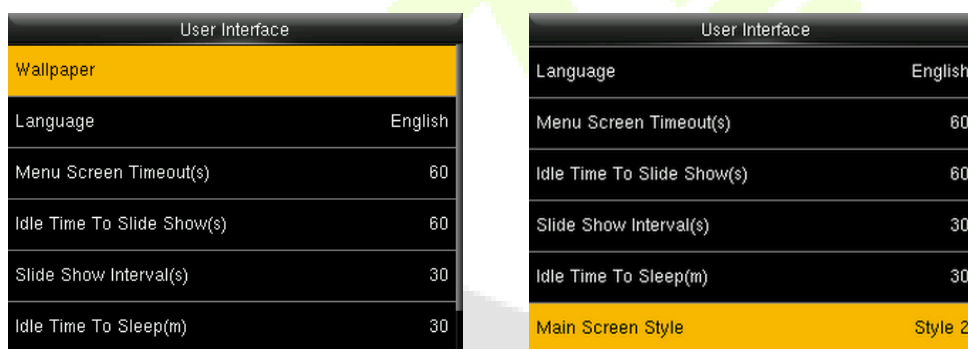 User Interface
Wallpaper
Language English
Menu Screen Timeout(s) 60
Idle Time To Slide Show(s) 60
Slide Show Interval(s) 30
Idle Time To Sleep(m) 30
User Interface
Language English
Menu Screen Timeout(s) 60
Idle Time To Slide Show(s) 60
Slide Show Interval(s) 30
Idle Time To Sleep(m) 30
Main Screen Style Style 2